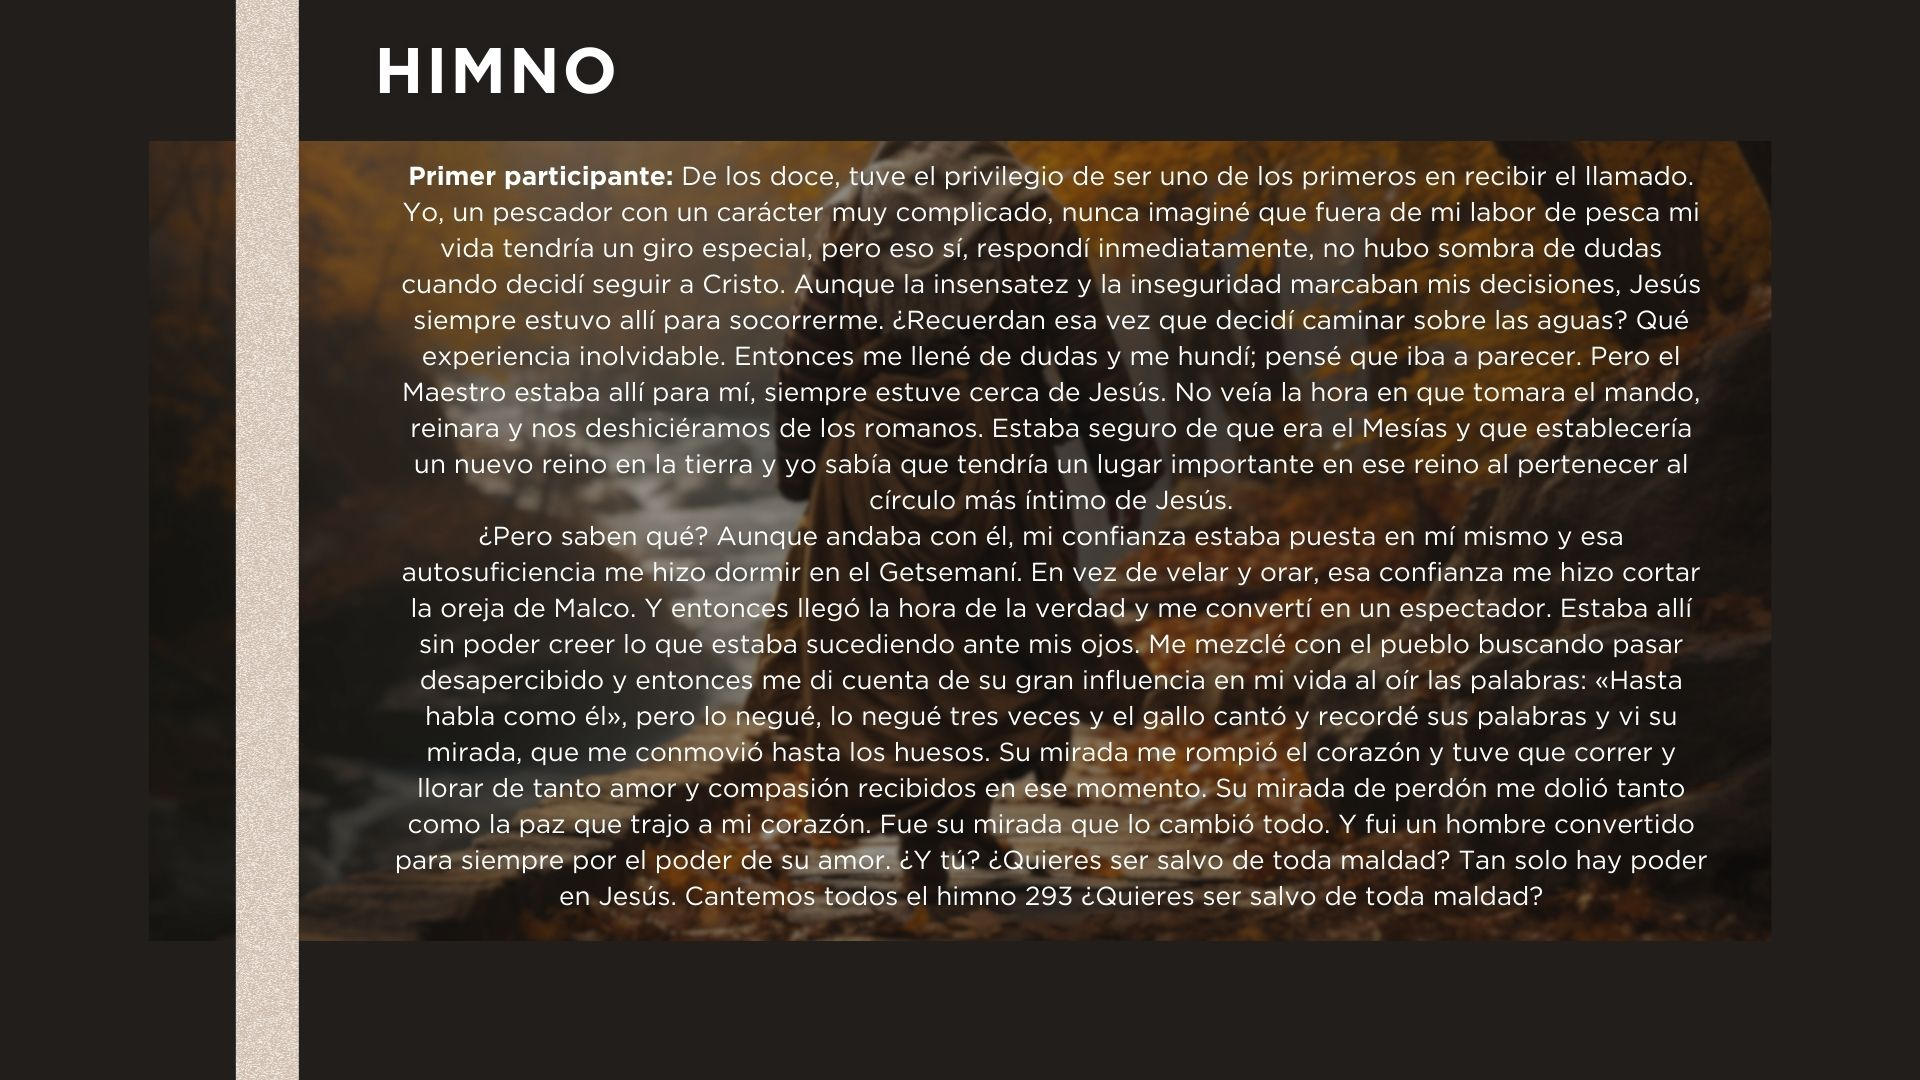 HIMNO
Primer participante: De los doce, tuve el privilegio de ser uno de los primeros en recibir el llamado.
Yo, un pescador con un carácter muy complicado, nunca imaginé que fuera de mi labor de pesca mi
vida tendría un giro especial, pero eso sí, respondí inmediatamente, no hubo sombra de dudas
cuando decidí seguir a Cristo. Aunque la insensatez y la inseguridad marcaban mis decisiones, Jesús
siempre estuvo allí para socorrerme. ¿Recuerdan esa vez que decidí caminar sobre las aguas? Qué
experiencia inolvidable. Entonces me llené de dudas y me hundí; pensé que iba a parecer. Pero el
Maestro estaba allí para mí, siempre estuve cerca de Jesús. No veía la hora en que tomara el mando,
reinara y nos deshiciéramos de los romanos. Estaba seguro de que era el Mesías y que establecería
un nuevo reino en la tierra y yo sabía que tendría un lugar importante en ese reino al pertenecer al
círculo más íntimo de Jesús.
¿Pero saben qué? Aunque andaba con él, mi confianza estaba puesta en mí mismo y esa
autosuficiencia me hizo dormir en el Getsemaní. En vez de velar y orar, esa confianza me hizo cortar
la oreja de Malco. Y entonces llegó la hora de la verdad y me convertí en un espectador. Estaba allí
sin poder creer lo que estaba sucediendo ante mis ojos. Me mezclé con el pueblo buscando pasar
desapercibido y entonces me di cuenta de su gran influencia en mi vida al oír las palabras: «Hasta
habla como él», pero lo negué, lo negué tres veces y el gallo cantó y recordé sus palabras y vi su
mirada, que me conmovió hasta los huesos. Su mirada me rompió el corazón y tuve que correr y
llorar de tanto amor y compasión recibidos en ese momento. Su mirada de perdón me dolió tanto
como la paz que trajo a mi corazón. Fue su mirada que lo cambió todo. Y fui un hombre convertido
para siempre por el poder de su amor. ¿Y tú? ¿Quieres ser salvo de toda maldad? Tan solo hay poder
en Jesús. Cantemos todos el himno 293 ¿Quieres ser salvo de toda maldad?